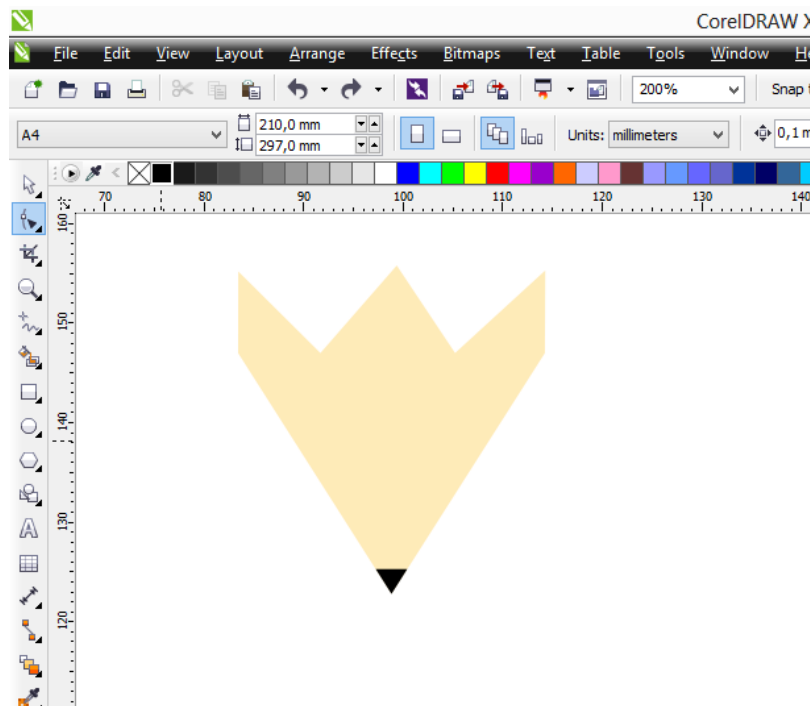 CorelDRAW X
File Edit View Layout Arrange Effects Bitmaps Text Table Tools Window He
200% Snap t
A4 210,0 mm 297,0 mm Units: millimeters 0,1 m
70 80 90 100 110 120 130 140
160
150
140
130
120